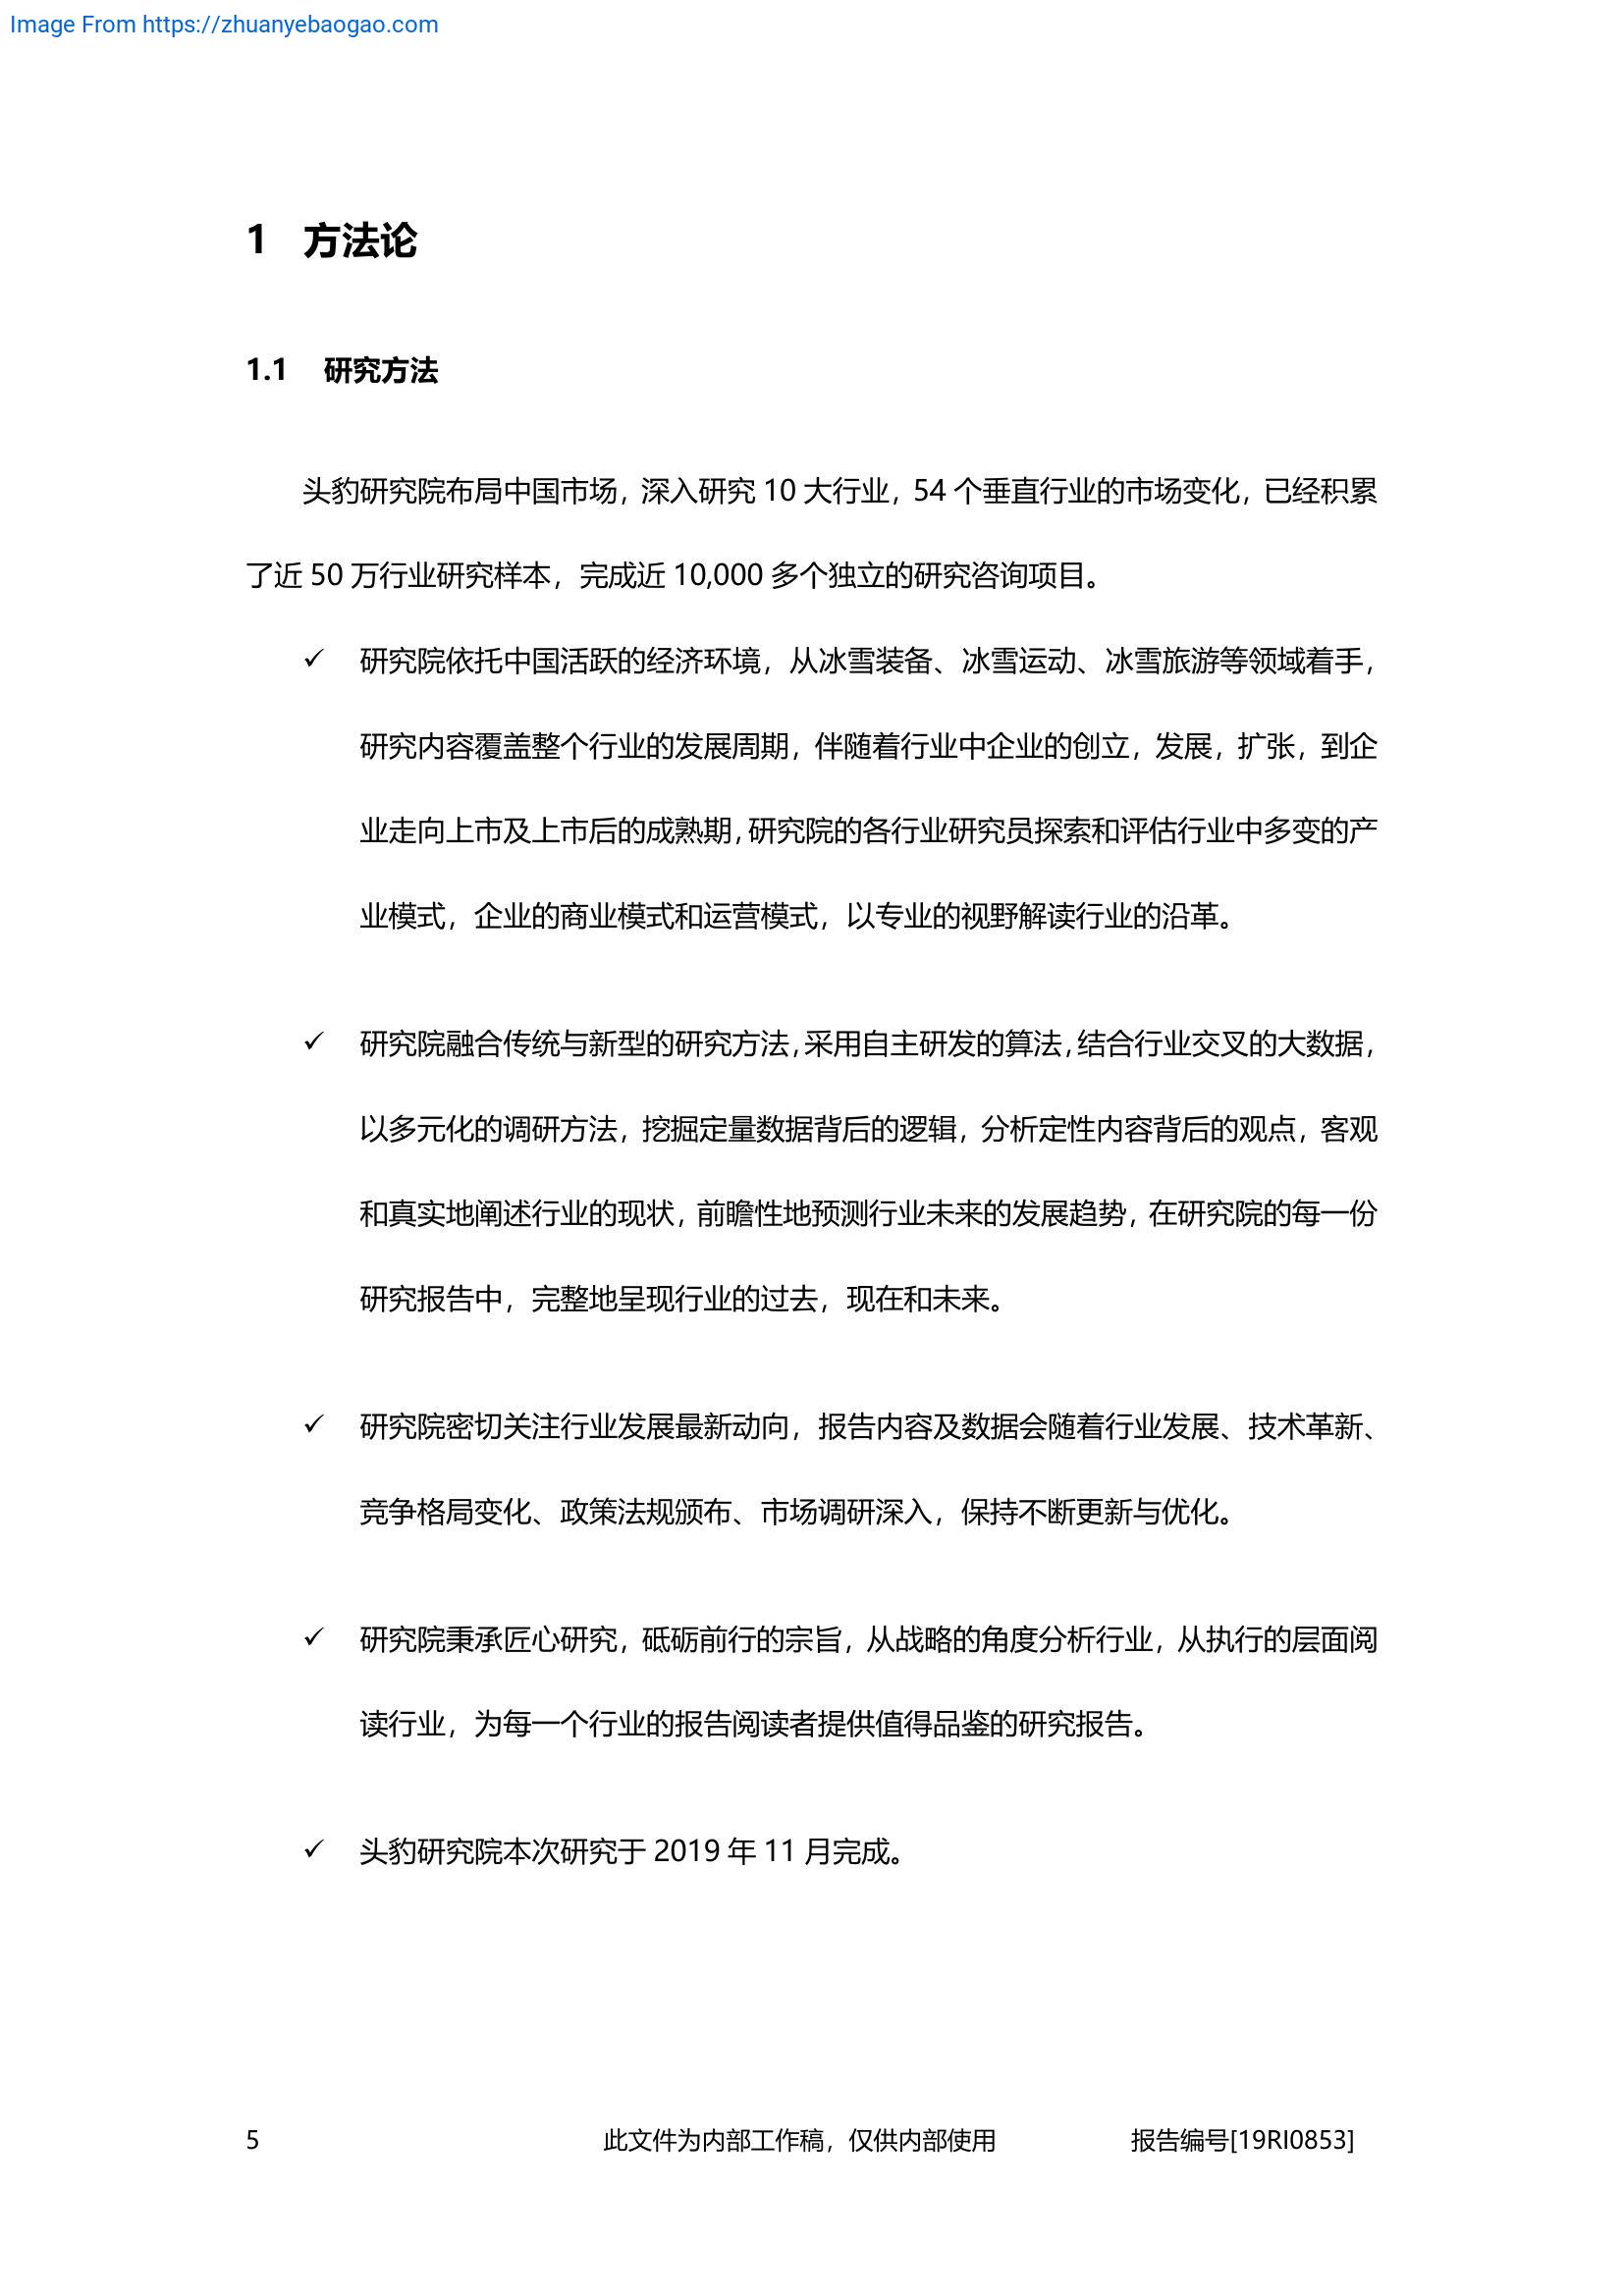 Image From https://zhuanyebaogao.com
1 方法论
1.1 研究方法
头豹研究院布局中国市场，深入研究 10 大行业，54 个垂直行业的市场变化，已经积累
了近 50 万行业研究样本，完成近 10,000 多个独立的研究咨询项目。
✓ 研究院依托中国活跃的经济环境，从冰雪装备、冰雪运动、冰雪旅游等领域着手，
研究内容覆盖整个行业的发展周期，伴随着行业中企业的创立，发展，扩张，到企
业走向上市及上市后的成熟期，研究院的各行业研究员探索和评估行业中多变的产
业模式，企业的商业模式和运营模式，以专业的视野解读行业的沿革。
✓ 研究院融合传统与新型的研究方法，采用自主研发的算法，结合行业交叉的大数据，
以多元化的调研方法，挖掘定量数据背后的逻辑，分析定性内容背后的观点，客观
和真实地阐述行业的现状，前瞻性地预测行业未来的发展趋势，在研究院的每一份
研究报告中，完整地呈现行业的过去，现在和未来。
✓ 研究院密切关注行业发展最新动向，报告内容及数据会随着行业发展、技术革新、
竞争格局变化、政策法规颁布、市场调研深入，保持不断更新与优化。
✓ 研究院秉承匠心研究，砥砺前行的宗旨，从战略的角度分析行业，从执行的层面阅
读行业，为每一个行业的报告阅读者提供值得品鉴的研究报告。
✓ 头豹研究院本次研究于 2019 年 11 月完成。
5 此文件为内部工作稿，仅供内部使用 报告编号[19RI0853]